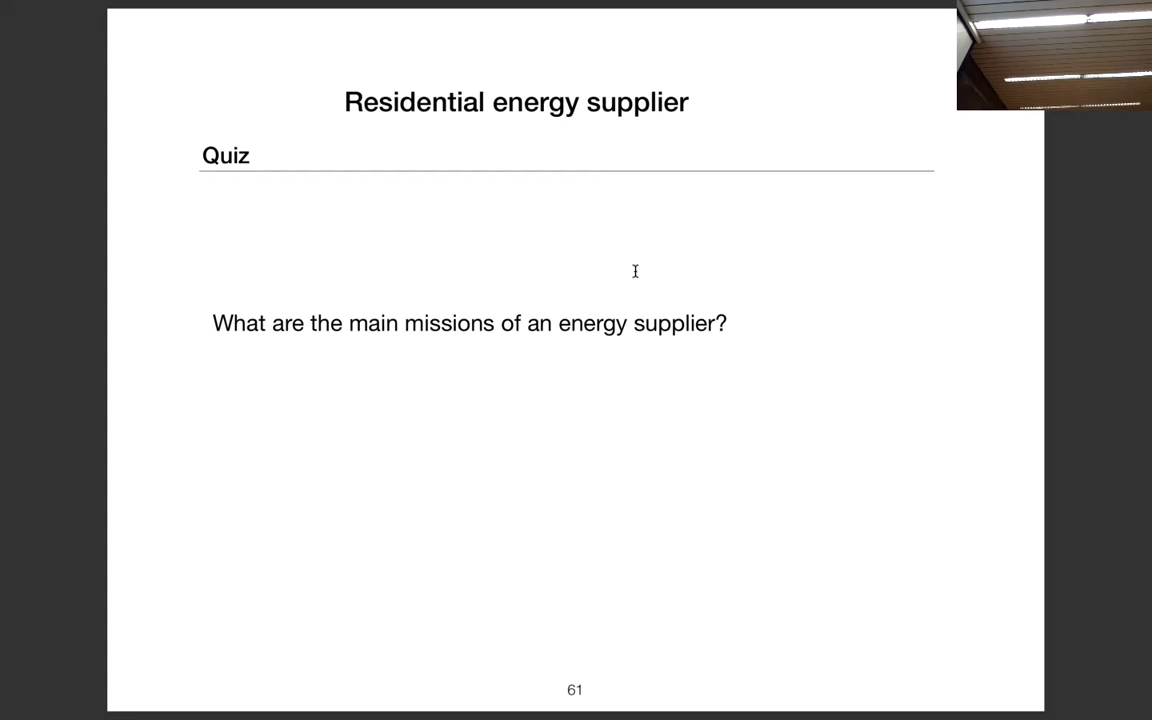 Residential energy supplier
Quiz
What are the main missions of an energy supplier?
61